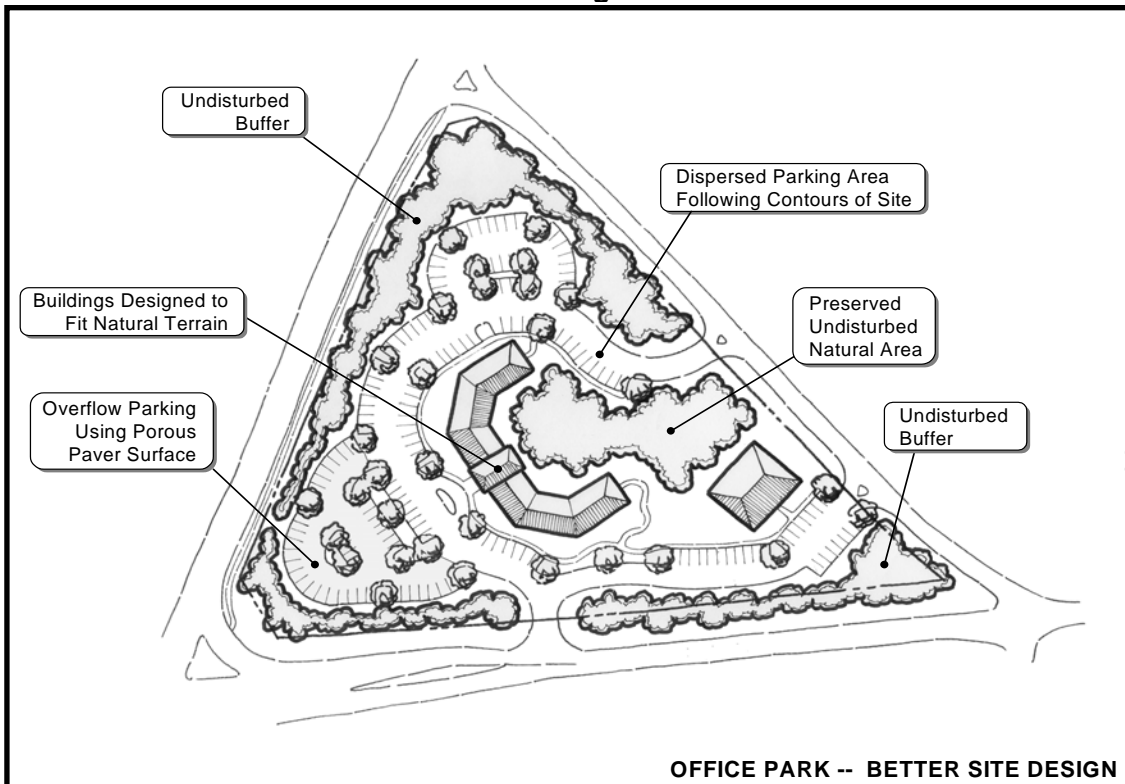 Undisturbed
Buffer
Dispersed Parking Area
Following Contours of Site
Buildings Designed to
Fit Natural Terrain
Preserved
Undisturbed
Natural Area
Overflow Parking
Using Porous
Paver Surface
Undisturbed
Buffer
OFFICE PARK -- BETTER SITE DESIGN